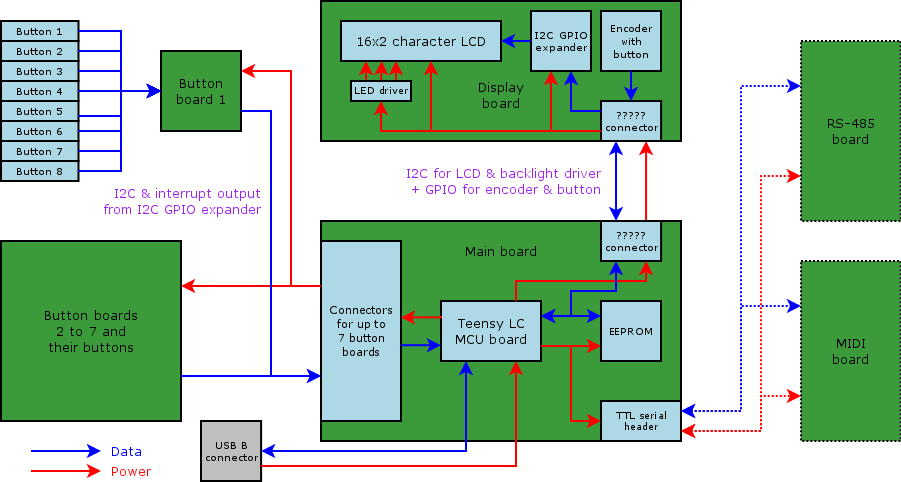 Button 1
Button 2
Button 3
Button 4
Button 5
Button 6
Button 7
Button 8
Button
board 1
16x2 character LCD
I2C GPIO
expander
Encoder
with
button
LED driver
Display
board
?????
connector
RS-485
board
I2C & interrupt output
from I2C GPIO expander
I2C for LCD & backlight driver
+ GPIO for encoder & button
Main board
?????
connector
Button boards
2 to 7 and
their buttons
Connectors
for up to
7 button
boards
Teensy LC
MCU board
EEPROM
MIDI
board
TTL serial
header
USB B
connector
Data
Power